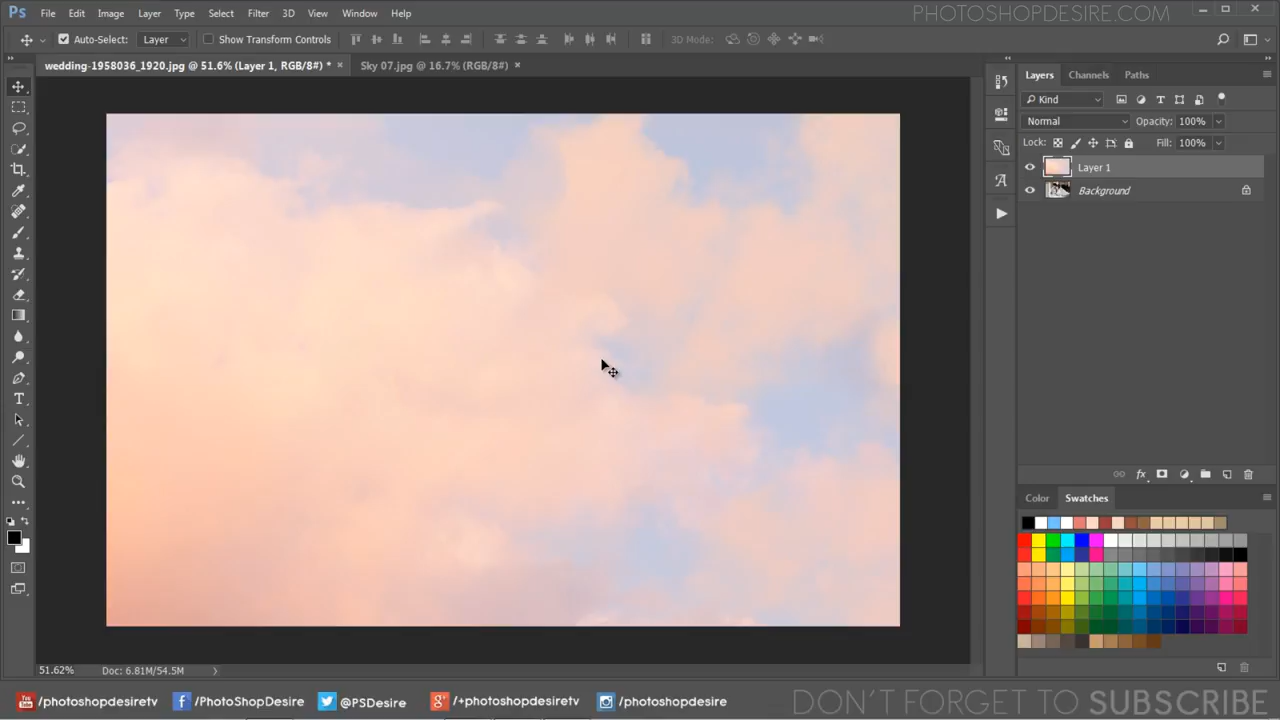 Ps File Edit Image Layer Type Select Filter 3D View Window Help
PHOTOSHOPDESIRE.COM
Auto-Select: Layer Show Transform Controls 3D Mode:
wedding-1958036_1920.jpg @ 51.6% (Layer 1, RGB/8#) * × Sky 07.jpg @ 16.7% (RGB/8#) ×
Layers Channels Paths
Kind
Normal Opacity: 100%
Lock: Fill: 100%
Layer 1
Background
Color Swatches
51.62% Doc: 6.81M/54.5M
You Tube /photoshopdesiretv /PhotoShopDesire @PSDesire /+photoshopdesiretv /photoshopdesire
DON'T FORGET TO SUBSCRIBE